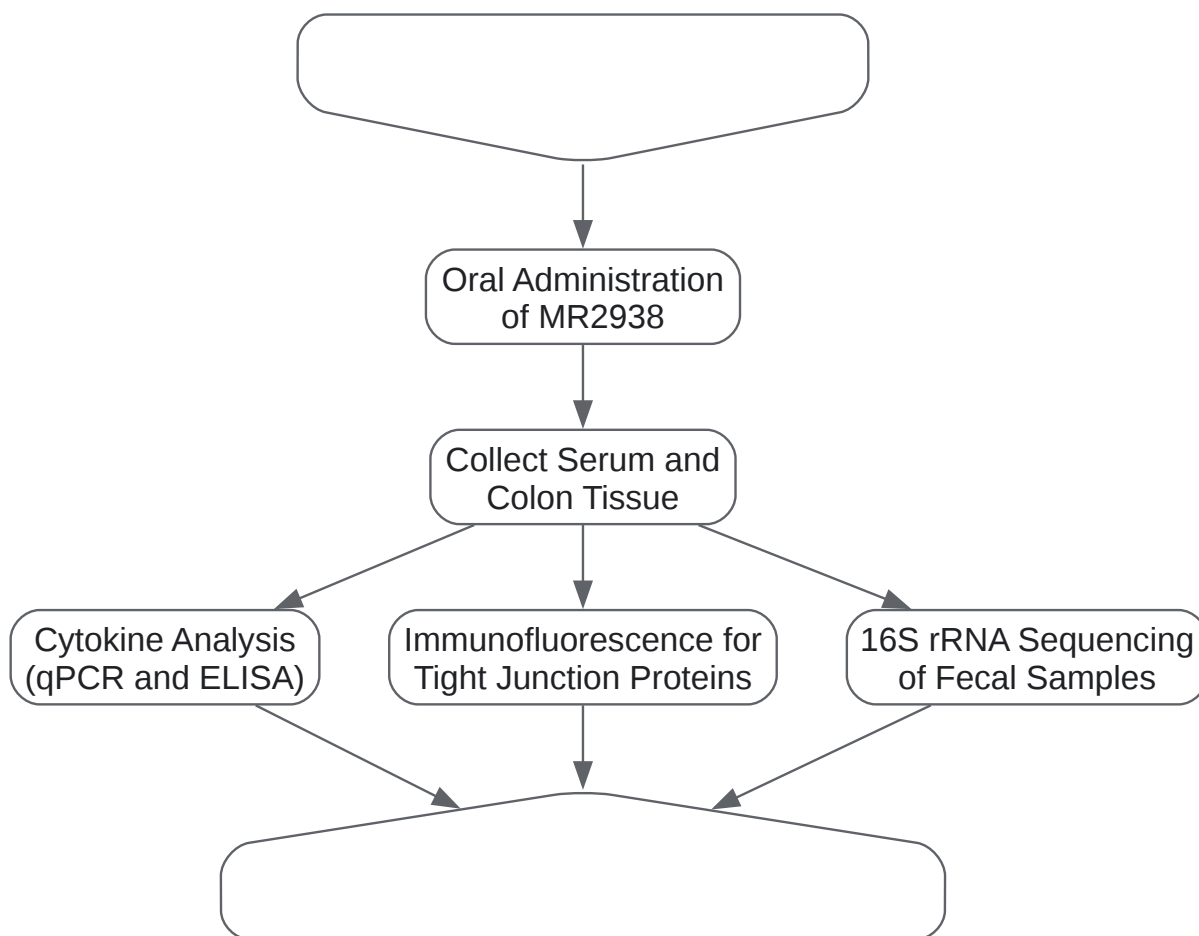 Oral Administration
of MR2938
Collect Serum and
Colon Tissue
Cytokine Analysis
(qPCR and ELISA)
Immunofluorescence for
Tight Junction Proteins
16S rRNA Sequencing
of Fecal Samples